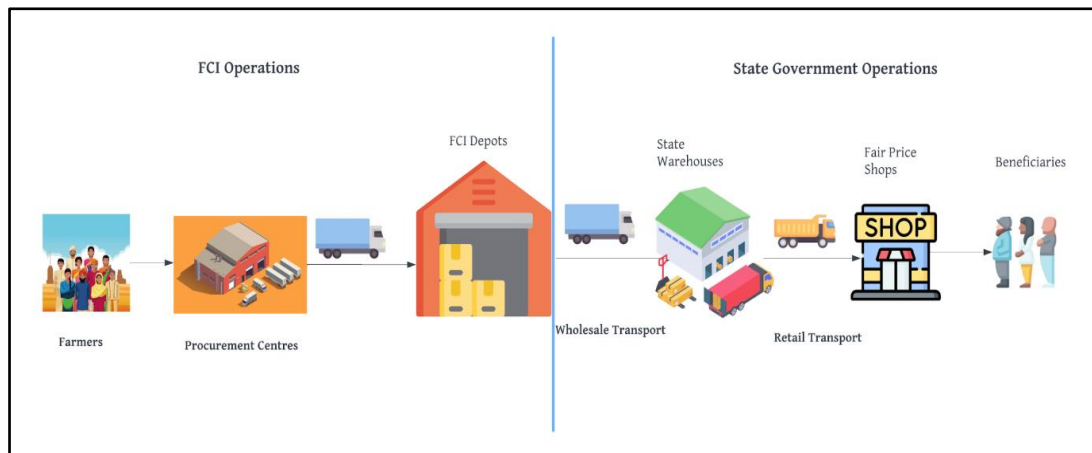 FCI Operations
State Government Operations
FCI Depots
State
Warehouses
Fair Price
Shops
Beneficiaries
SHOP
Farmers
Procurement Centres
Wholesale Transport
Retail Transport